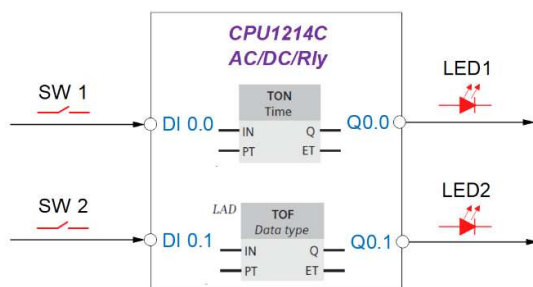 CPU1214C
AC/DC/Rly
SW 1
LED1
TON
Time
DI 0.0
Q0.0
IN
Q
PT
ET
SW 2
LED2
LAD
TOF
Data type
DI 0.1
Q0.1
IN
Q
PT
ET